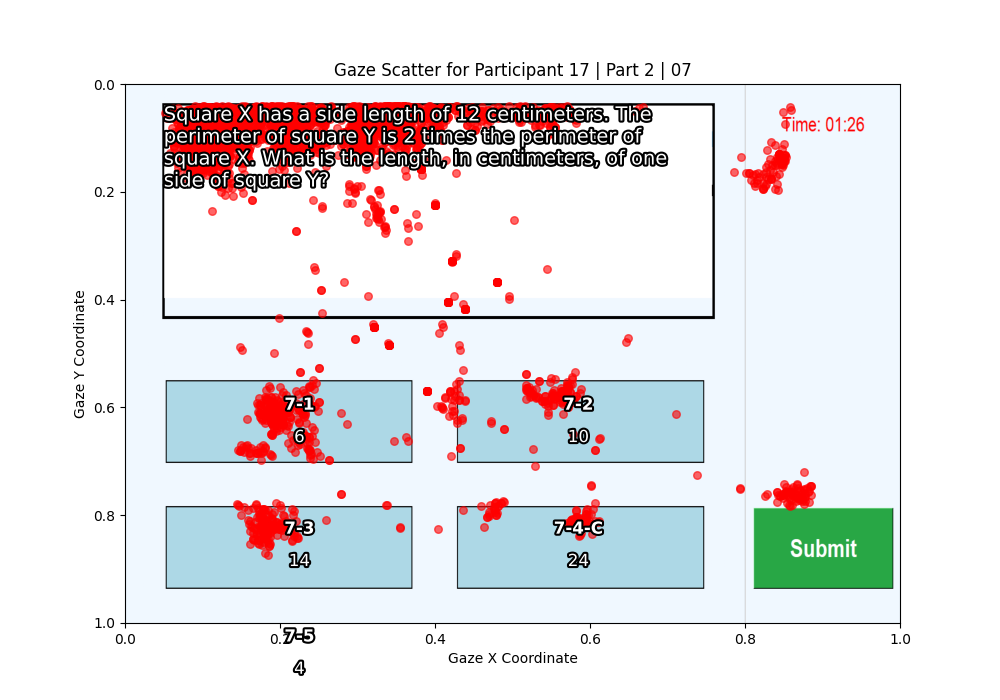 Gaze Scatter for Participant 17 | Part 2 | 07
0.0
Square X has a side length of 12 centimeters. The
perimeter of square Y is 2 times the perimeter of
square X. What is the length, in centimeters, of one
side of square Y?
Time: 01:26
0.2
0.4
0.6
0.8
1.0
Gaze Y Coordinate
7-1
6
7-2
10
7-3
14
7-4-C
24
Submit
0.0
0.2
0.4
0.6
0.8
1.0
7-5
4
Gaze X Coordinate